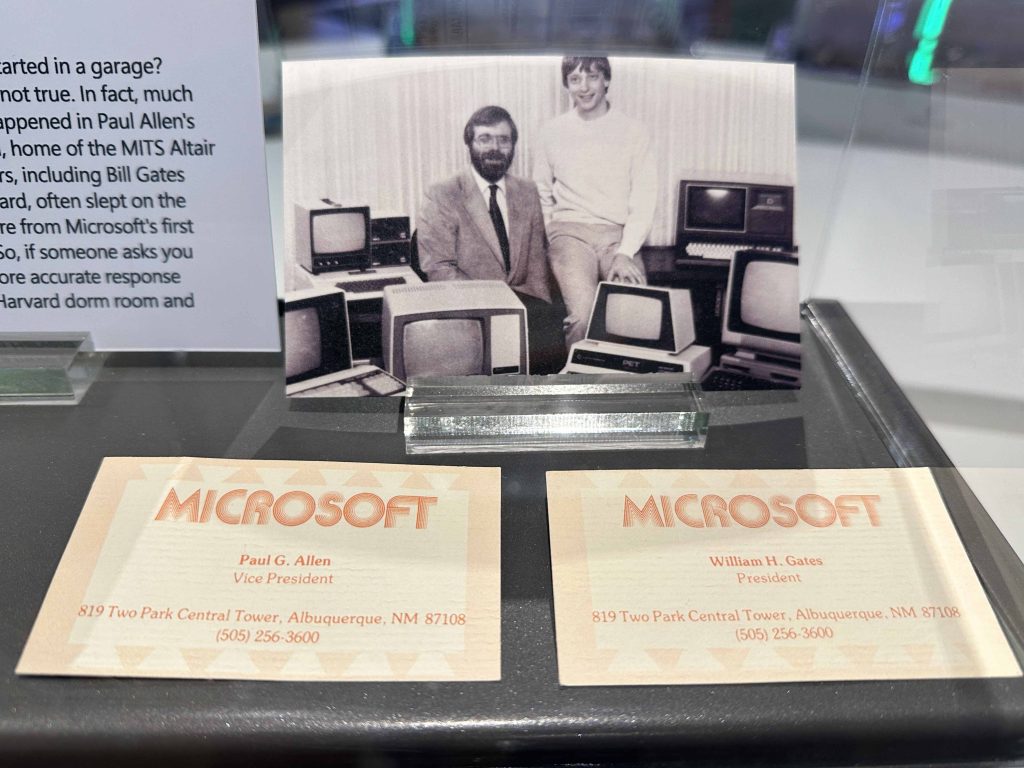 tarted in a garage?
not true. In fact, much
appened in Paul Allen's
, home of the MITS Altair
rs, including Bill Gates
ard, often slept on the
re from Microsoft's first
So, if someone asks you
ore accurate response
Harvard dorm room and
PET
MICROSOFT
Paul G. Allen
Vice President
819 Two Park Central Tower, Albuquerque, NM 87108
(505) 256-3600
MICROSOFT
William H. Gates
President
819 Two Park Central Tower, Albuquerque, NM 87108
(505) 256-3600